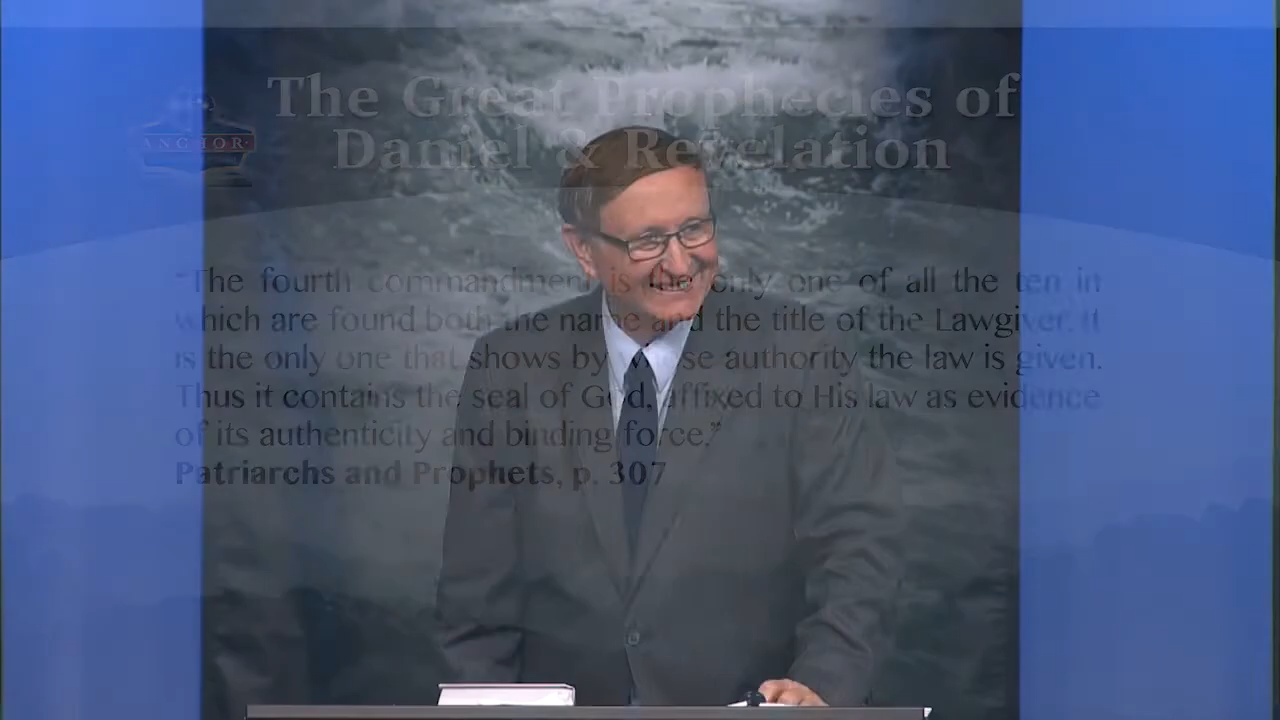 The Great Prophecies of
Daniel & Revelation
ANCHOR
"The fourth commandment is the only one of all the ten in
which are found both the name and the title of the Lawgiver. It
is the only one that shows by whose authority the law is given.
Thus it contains the seal of God, affixed to His law as evidence
of its authenticity and binding force."
Patriarchs and Prophets, p. 307